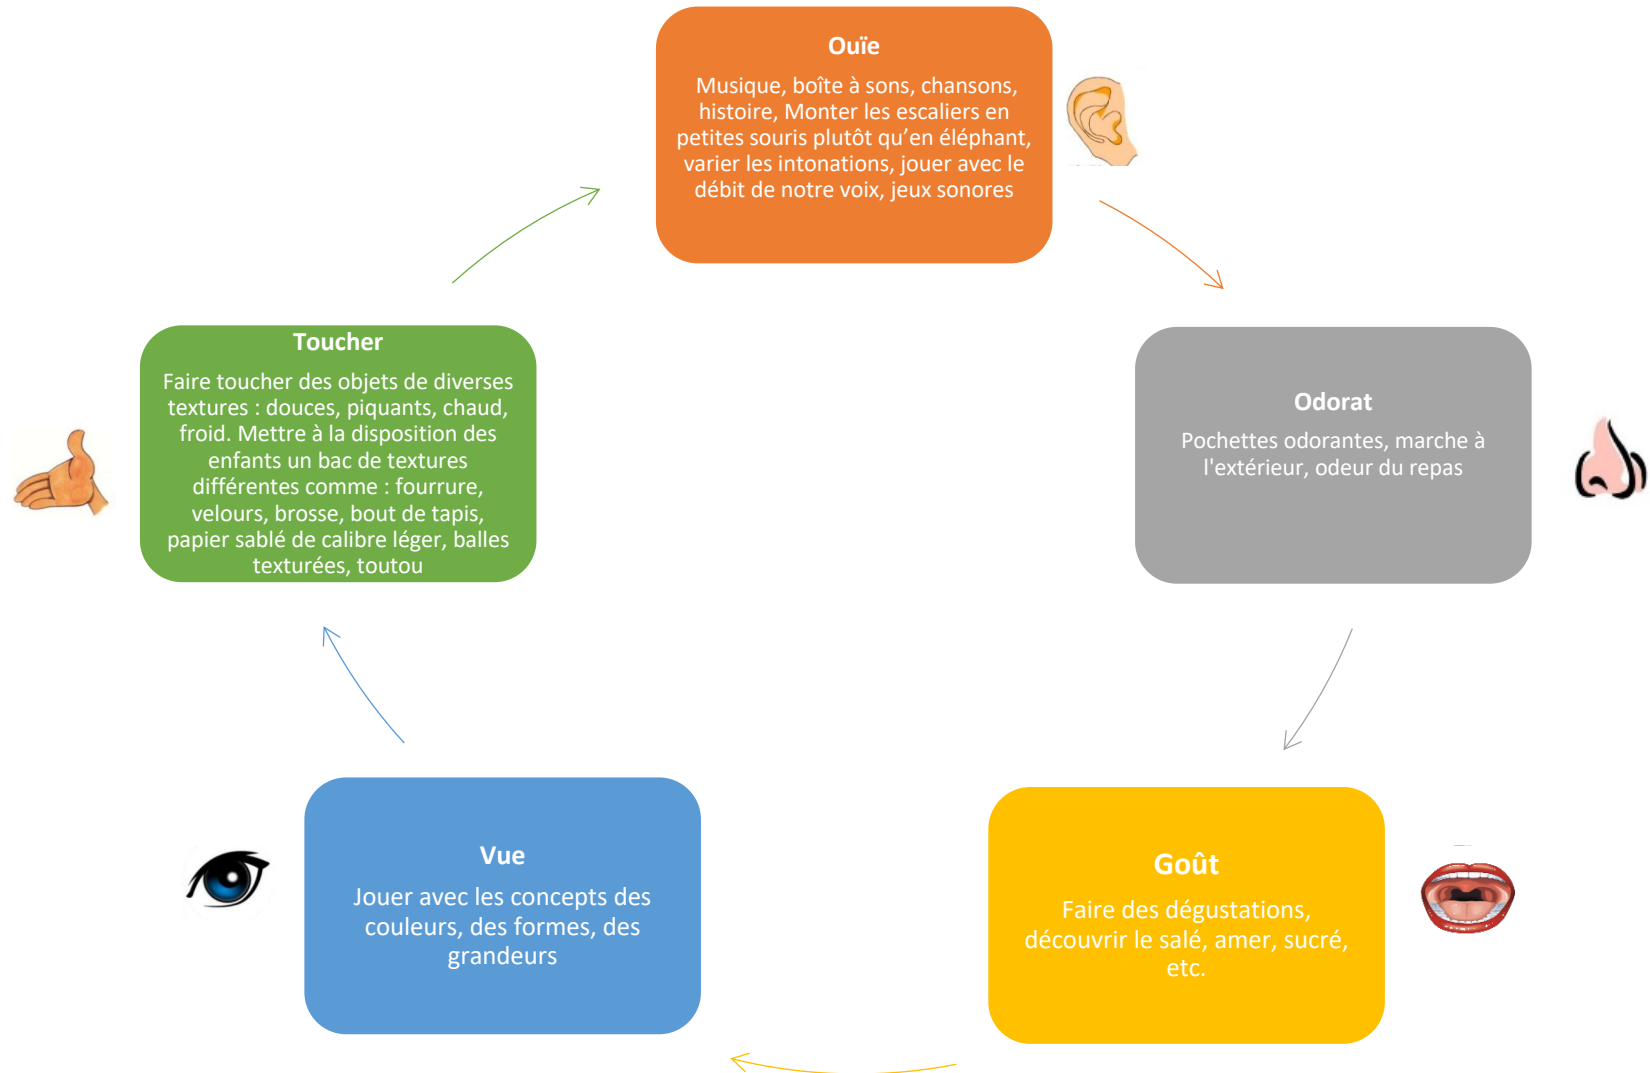 Ouïe
Musique, boîte à sons, chansons,
histoire, Monter les escaliers en
petites souris plutôt qu’en éléphant,
varier les intonations, jouer avec le
débit de notre voix, jeux sonores
Toucher
Faire toucher des objets de diverses
textures : douces, piquants, chaud,
froid. Mettre à la disposition des
enfants un bac de textures
différentes comme : fourrure,
velours, brosse, bout de tapis,
papier sablé de calibre léger, balles
texturées, toutou
Odorat
Pochettes odorantes, marche à
l'extérieur, odeur du repas
Vue
Jouer avec les concepts des
couleurs, des formes, des
grandeurs
Goût
Faire des dégustations,
découvrir le salé, amer, sucré,
etc.